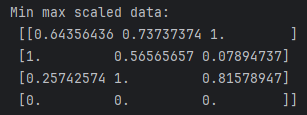 Min max scaled data:
 [[0.64356436 0.73737374 1.        ]
 [1.         0.56565657 0.07894737]
 [0.25742574 1.         0.81578947]
 [0.         0.         0.        ]]